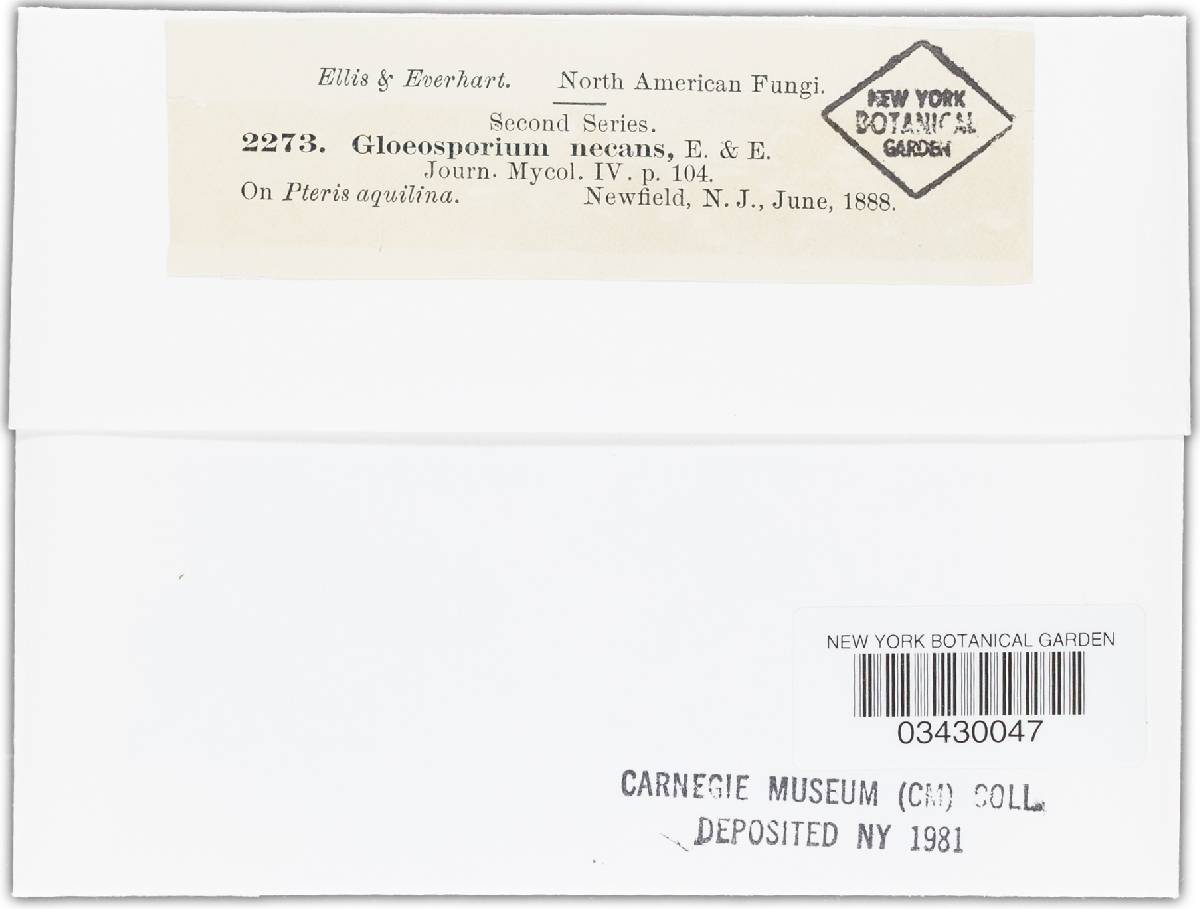 Ellis & Everhart. North American Fungi.
Second Series.
2273. Gloeosporium necans, E. & E.
Journ. Mycol. IV. p. 104.
On Pteris aquilina. Newfield, N. J., June, 1888.
NEW YORK
BOTANICAL
GARDEN
NEW YORK BOTANICAL GARDEN
03430047
CARNEGIE MUSEUM (CM) COLL.
DEPOSITED NY 1981